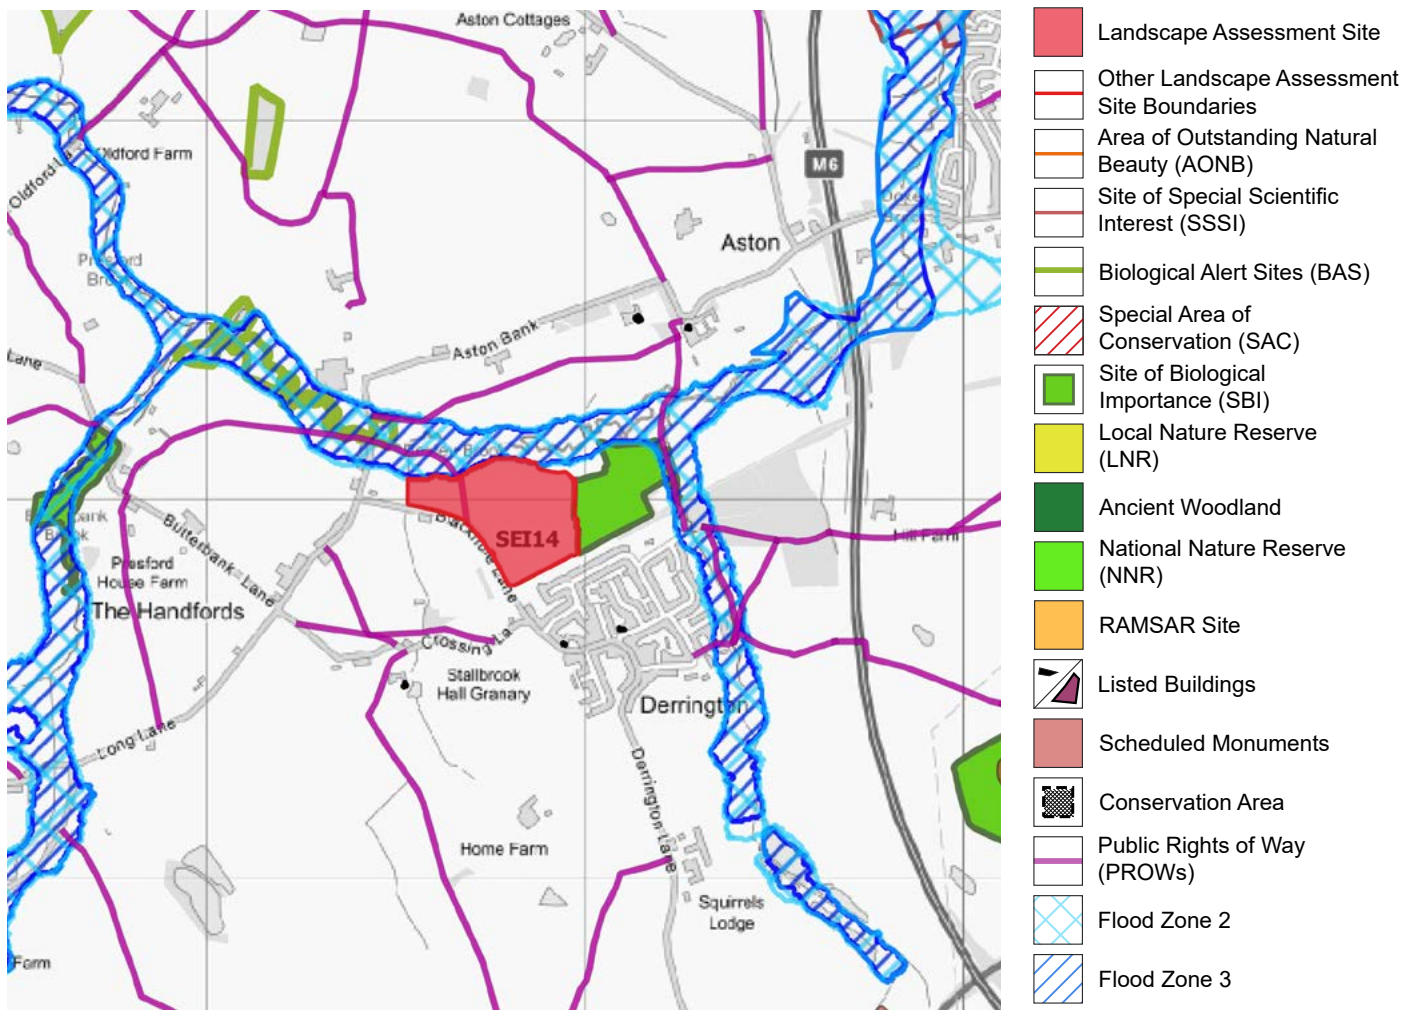 Aston Cottages
Oldford Farm
Oldford La
M6
Aston
Presford
Brook
Aston Bank
Lane
SEI14
Blackhole Lane
Butterbank Lane
Hill Farm
Presford
House Farm
The Handfords
Crossing La
Stallbrook
Hall Granary
Derrington
Long Lane
Derrington Lane
Home Farm
Squirrels
Lodge
Farm
Landscape Assessment Site
Other Landscape Assessment
Site Boundaries
Area of Outstanding Natural
Beauty (AONB)
Site of Special Scientific
Interest (SSSI)
Biological Alert Sites (BAS)
Special Area of
Conservation (SAC)
Site of Biological
Importance (SBI)
Local Nature Reserve
(LNR)
Ancient Woodland
National Nature Reserve
(NNR)
RAMSAR Site
Listed Buildings
Scheduled Monuments
Conservation Area
Public Rights of Way
(PROWs)
Flood Zone 2
Flood Zone 3